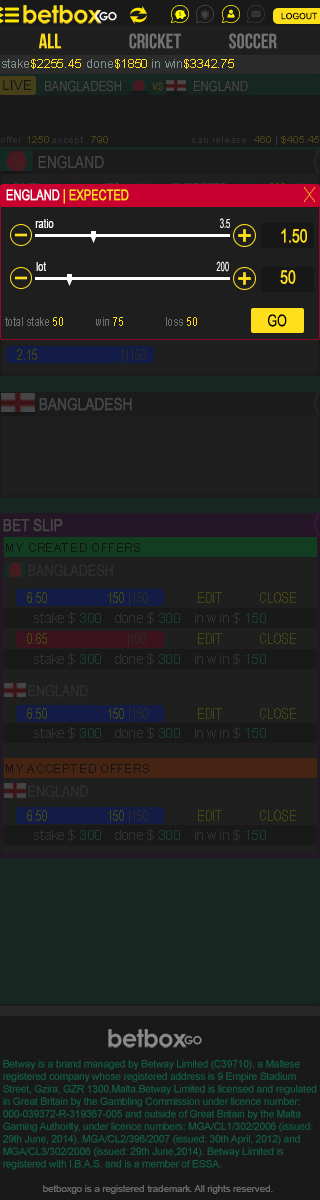 betboxGO LOGOUT
ALL CRICKET SOCCER
stake$2255.45 done$1850 in win$3342.75
LIVE BANGLADESH VS ENGLAND
offer 1250 accept 790 can release 460 | $405.45
ENGLAND
ENGLAND | EXPECTED X
ratio 3.5
1.50
lot 200
50
total stake 50 win 75 loss 50 GO
2.15 |150
BANGLADESH
BET SLIP
MY CREATED OFFERS
BANGLADESH
6.50 150 |150 EDIT CLOSE
stake $ 300 done $ 300 in win $ 150
0.65 |100 EDIT CLOSE
stake $ 300 done $ 300 in win $ 150
ENGLAND
6.50 150 |150 EDIT CLOSE
stake $ 300 done $ 300 in win $ 150
MY ACCEPTED OFFERS
ENGLAND
6.50 150 |150 EDIT CLOSE
stake $ 300 done $ 300 in win $ 150
betboxGO
Betway is a brand managed by Betway Limited (C39710), a Maltese
registered company whose registered address is 9 Empire Stadium
Street, Gzira, GZR 1300,Malta.Betway Limited is licensed and regulated
in Great Britain by the Gambling Commission under licence number:
000-039372-R-319367-005 and outside of Great Britain by the Malta
Gaming Authority, under licence numbers: MGA/CL1/302/2006 (issued:
29th June, 2014), MGA/CL2/396/2007 (issued: 30th April, 2012) and
MGA/CL3/302/2006 (issued: 29th June,2014). Betway Limited is
registered with I.B.A.S. and is a member of ESSA.
betboxgo is a registered trademark. All rights reserved.